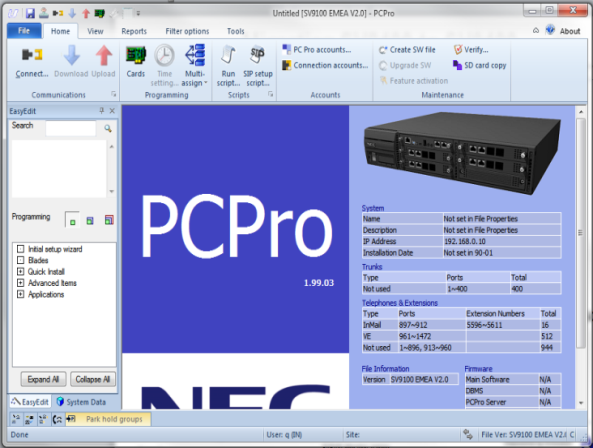 Untitled [SV9100 EMEA V2.0] - PCPro
File Home View Reports Filter options Tools About
Connect... Download Upload
Communications
Cards Time setting... Multi-assign
Programming
Run script... SIP setup script...
Scripts
PC Pro accounts...
Connection accounts...
Accounts
Create SW file Verify...
Upgrade SW SD card copy
Feature activation
Maintenance
EasyEdit
Search
Programming
Initial setup wizard
Blades
Quick Install
Advanced Items
Applications
Expand All Collapse All
EasyEdit System Data
PCPro
1.99.03
NEC
System
Name Not set in File Properties
Description Not set in File Properties
IP Address 192.168.0.10
Installation Date Not set in 90-01
Trunks
Type Ports Total
Not used 1~400 400
Telephones & Extensions
Type Ports Extension Numbers Total
InMail 897~912 5596~5611 16
VE 961~1472 512
Not used 1~896, 913~960 944
File Information
Version SV9100 EMEA V2.0
Firmware
Main Software N/A
DBMS N/A
PCPro Server N/A
Park hold groups
Done User: q (IN) Site: File Ver: SV9100 EMEA V2.0 C